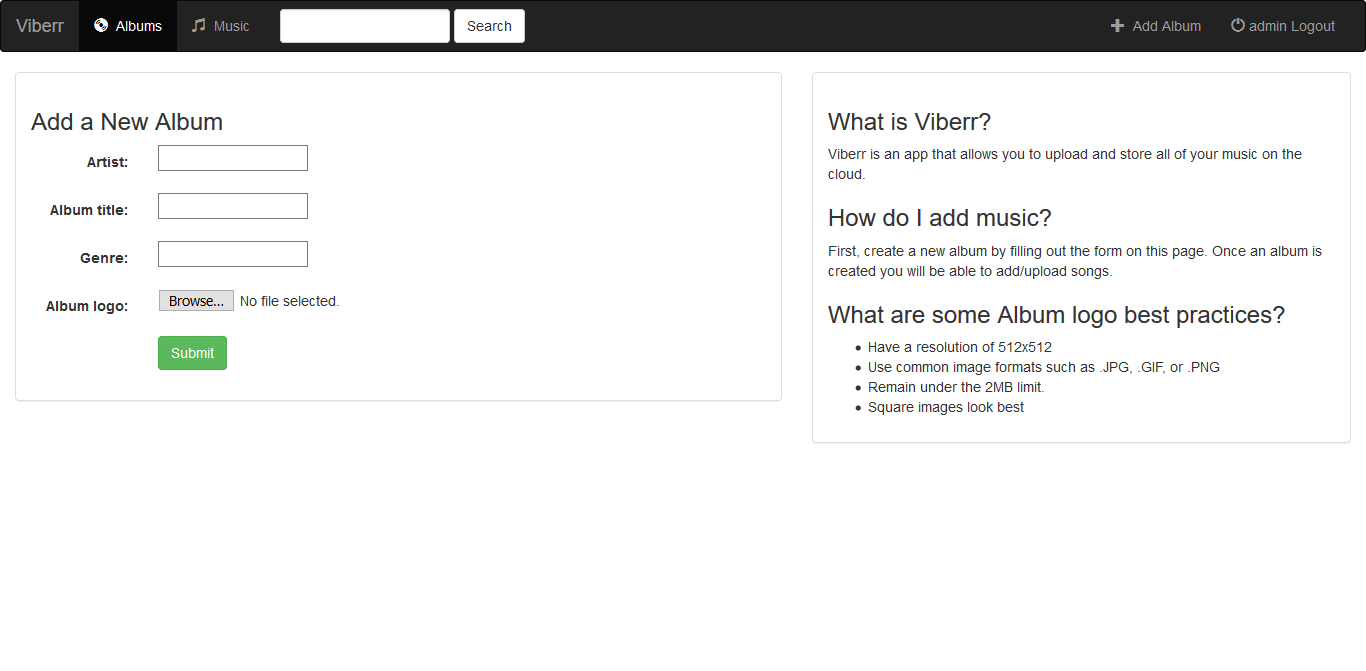 Viberr Albums Music Search Add Album admin Logout
Add a New Album
Artist:
Album title:
Genre:
Album logo: Browse... No file selected.
Submit
What is Viberr?
Viberr is an app that allows you to upload and store all of your music on the
cloud.
How do I add music?
First, create a new album by filling out the form on this page. Once an album is
created you will be able to add/upload songs.
What are some Album logo best practices?
• Have a resolution of 512x512
• Use common image formats such as .JPG, .GIF, or .PNG
• Remain under the 2MB limit.
• Square images look best